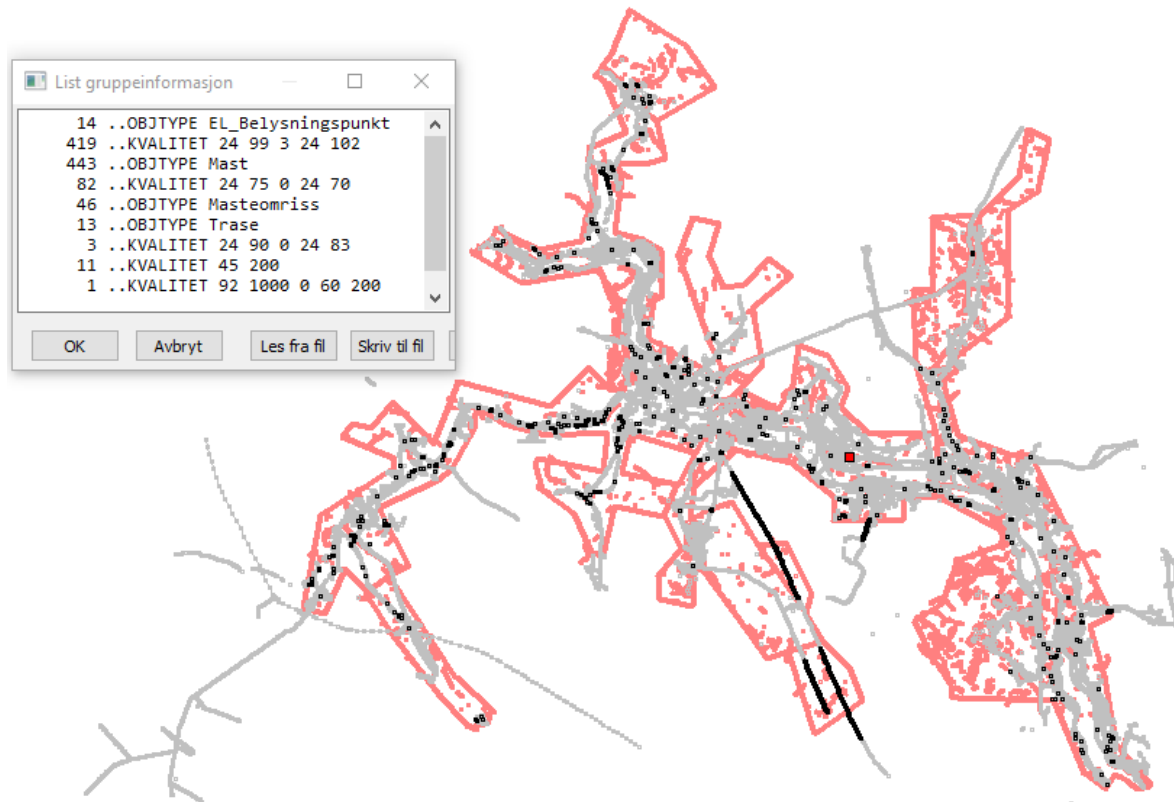 List gruppeinformasjon
14 ..OBJTYPE EL_Belysningspunkt
419 ..KVALITET 24 99 3 24 102
443 ..OBJTYPE Mast
82 ..KVALITET 24 75 0 24 70
46 ..OBJTYPE Masteomriss
13 ..OBJTYPE Trase
3 ..KVALITET 24 90 0 24 83
11 ..KVALITET 45 200
1 ..KVALITET 92 1000 0 60 200
OK Avbryt Les fra fil Skriv til fil